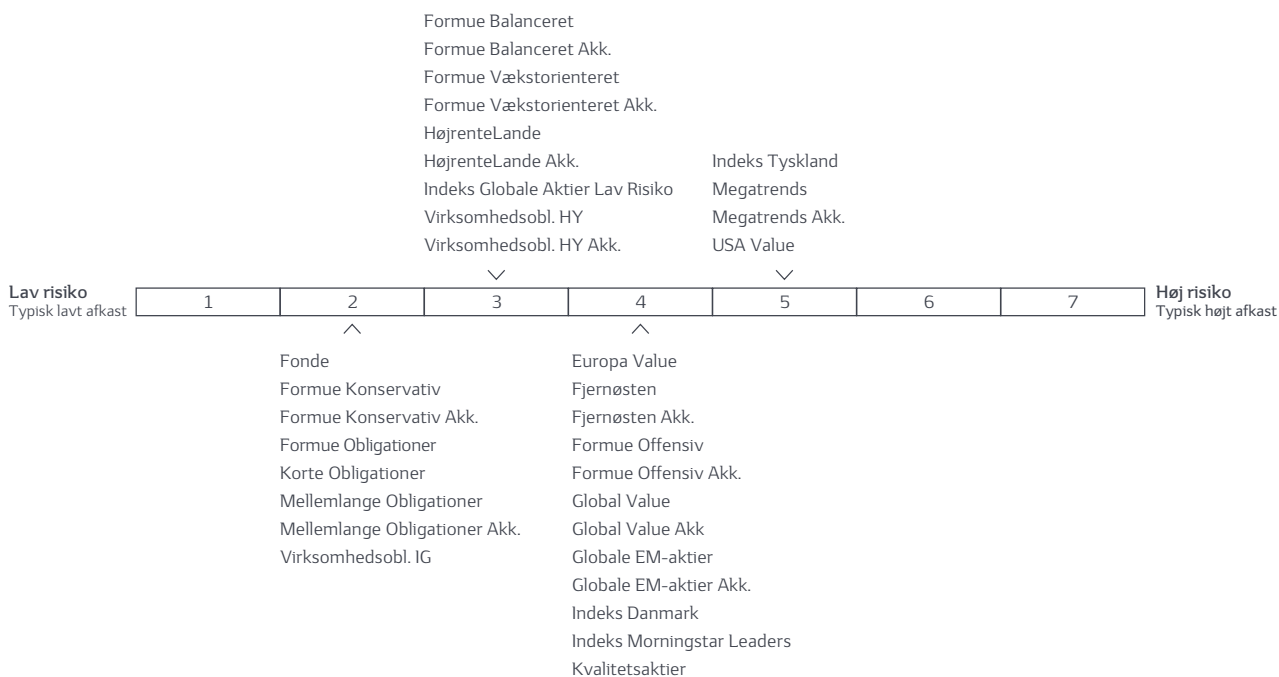 Formue Balanceret
Formue Balanceret Akk.
Formue Vækstorienteret
Formue Vækstorienteret Akk.
HøjrenteLande
HøjrenteLande Akk.
Indeks Globale Aktier Lav Risiko
Virksomhedsobl. HY
Virksomhedsobl. HY Akk.
Indeks Tyskland
Megatrends
Megatrends Akk.
USA Value
Lav risiko
Typisk lavt afkast
1 2 3 4 5 6 7
Høj risiko
Typisk højt afkast
Fonde
Formue Konservativ
Formue Konservativ Akk.
Formue Obligationer
Korte Obligationer
Mellemlange Obligationer
Mellemlange Obligationer Akk.
Virksomhedsobl. IG
Europa Value
Fjernøsten
Fjernøsten Akk.
Formue Offensiv
Formue Offensiv Akk.
Global Value
Global Value Akk
Globale EM-aktier
Globale EM-aktier Akk.
Indeks Danmark
Indeks Morningstar Leaders
Kvalitetsaktier